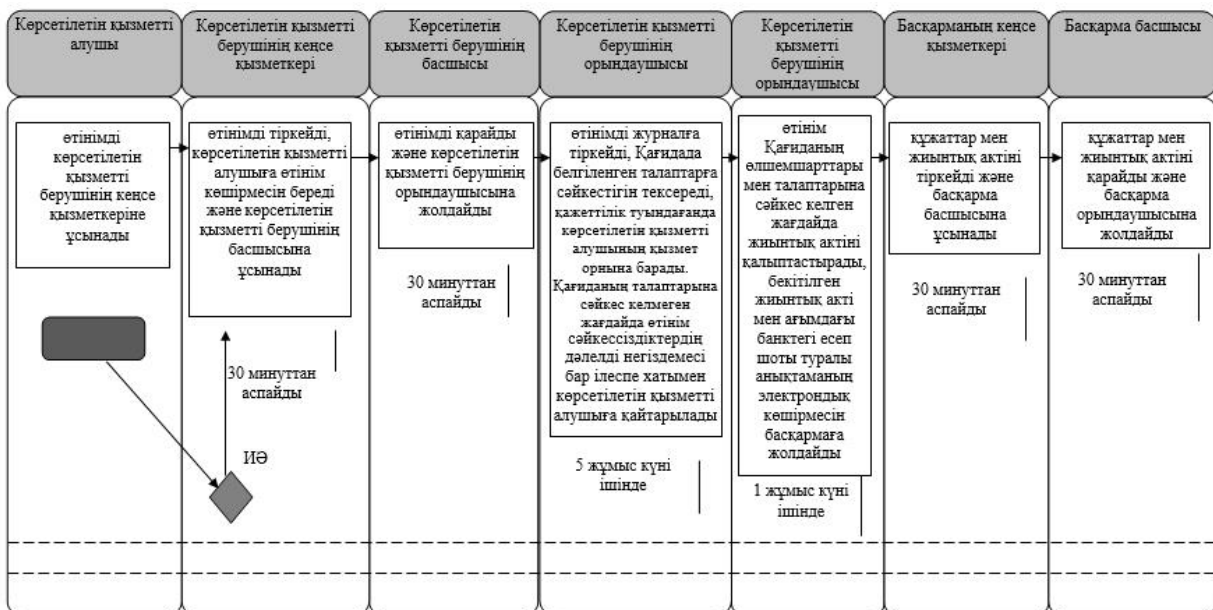 Көрсетілетін қызметті
алушы
Көрсетілетін қызметті
берушінің кеңсе
қызметкері
Көрсетілетін
қызметті берушінің
басшысы
Көрсетілетін қызметті
берушінің
орындаушысы
Көрсетілетін
қызметті
берушінің
орындаушысы
Басқарманың кеңсе
қызметкері
Басқарма басшысы
өтінімді
көрсетілетін
қызметті
берушінің кеңсе
қызметкеріне
ұсынады
өтінімді тіркейді,
көрсетілетін қызметті
алушыға өтінім
көшірмесін береді
және көрсетілетін
қызметті берушінің
басшысына
ұсынады
30 минуттан
аспайды
ИӘ
өтінімді қарайды
және көрсетілетін
қызметті берушінің
орындаушысына
жолдайды
30 минуттан
аспайды
өтінімді журналға
тіркейді, Қағидада
белгіленген талаптарға
сәйкестігін тексереді,
қажеттілік туындағанда
көрсетілетін қызметті
алушының қызмет
орнына барады.
Қағиданың талаптарына
сәйкес келмеген
жағдайда өтінім
сәйкессіздіктердің
дәлелді негіздемесі
бар ілеспе хатымен
көрсетілетін қызметті
алушыға қайтарылады
5 жұмыс күні
ішінде
өтінім
Қағиданың
өлшемшарттары
мен талаптарына
сәйкес келген
жағдайда
жиынтық актіні
қалыптастырады,
бекітілген
жиынтық акті
мен ағымдағы
банктегі есеп
шоты туралы
анықтаманың
электрондық
көшірмесін
басқармаға
жолдайды
1 жұмыс күні
ішінде
құжаттар мен
жиынтық актіні
тіркейді және
басқарма
басшысына
ұсынады
30 минуттан
аспайды
құжаттар мен
жиынтық актіні
қарайды және
басқарма
орындаушысына
жолдайды
30 минуттан
аспайды